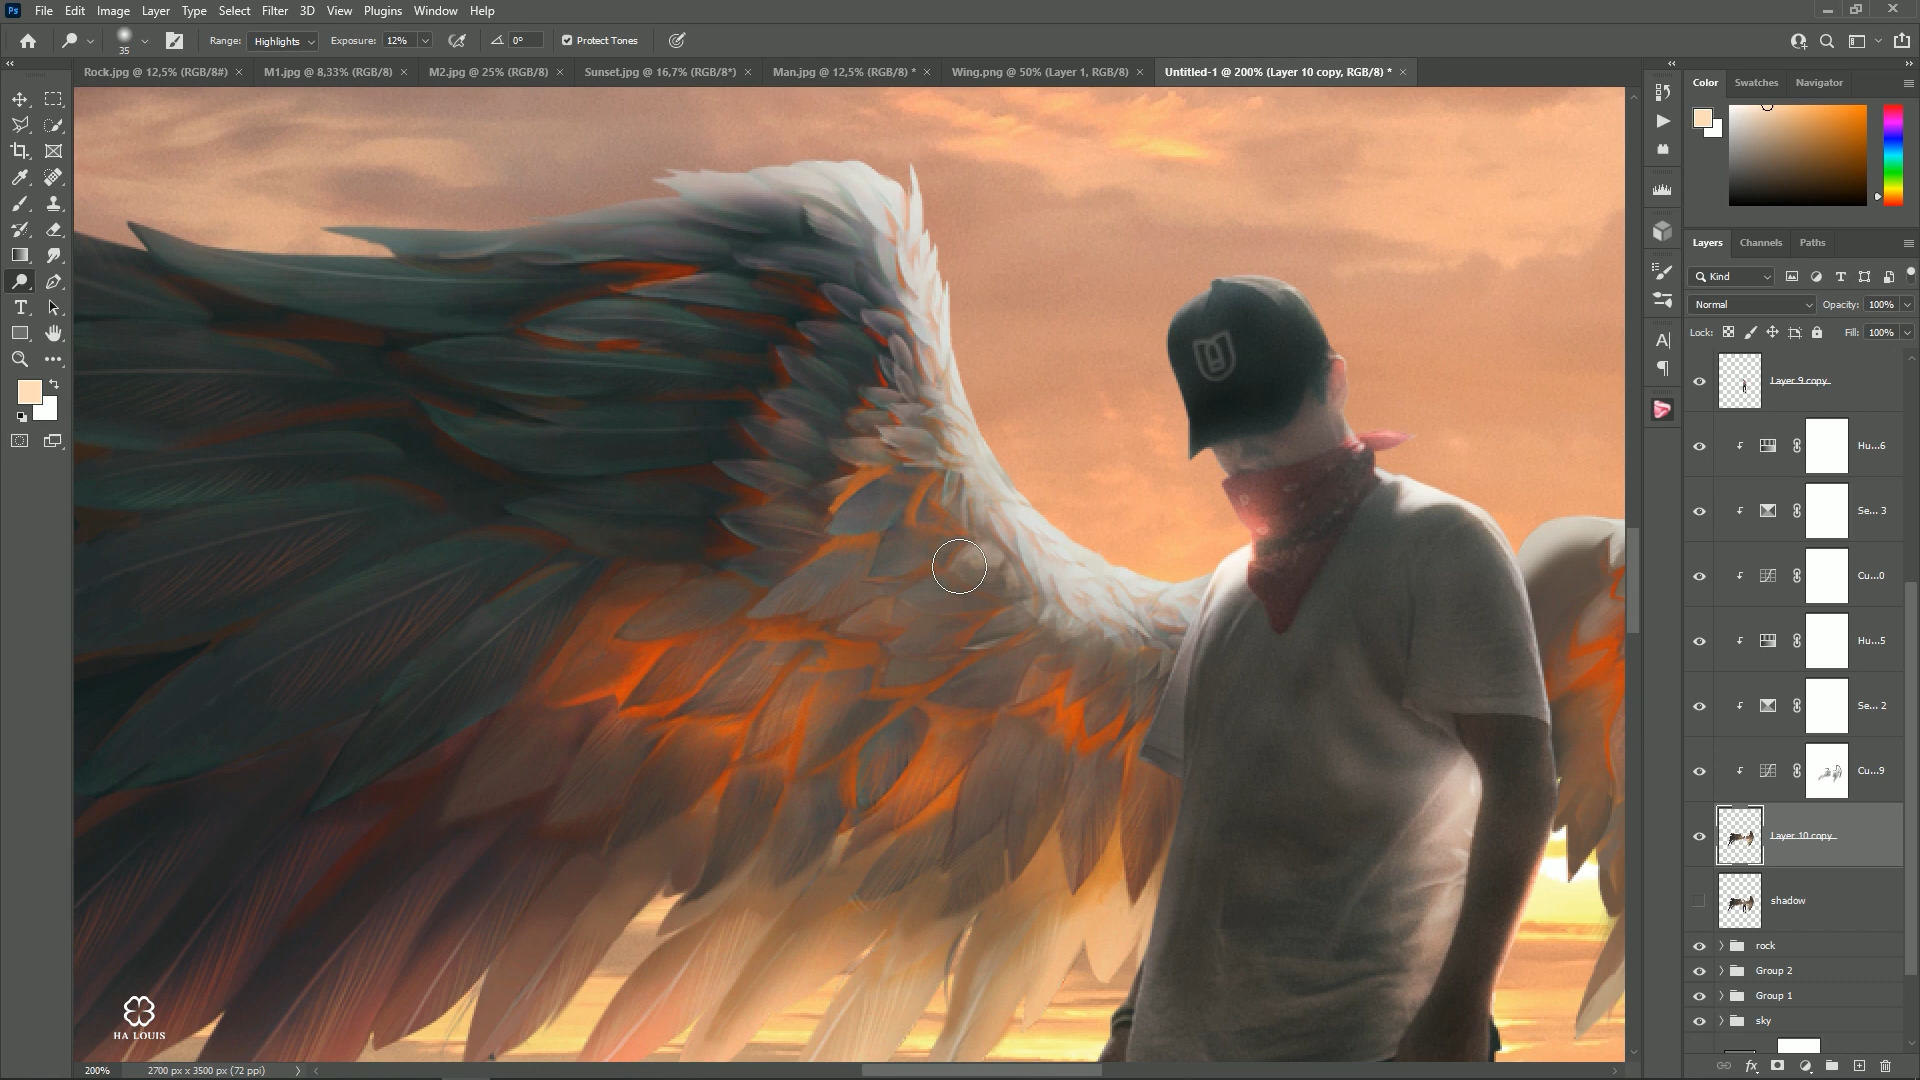 Ps File Edit Image Layer Type Select Filter 3D View Plugins Window Help
35 Range: Highlights Exposure: 12% 0° Protect Tones
Rock.jpg @ 12,5% (RGB/8#) × M1.jpg @ 8,33% (RGB/8) × M2.jpg @ 25% (RGB/8) × Sunset.jpg @ 16,7% (RGB/8*) × Man.jpg @ 12,5% (RGB/8) * × Wing.png @ 50% (Layer 1, RGB/8) × Untitled-1 @ 200% (Layer 10 copy, RGB/8) * ×
Color Swatches Navigator
Layers Channels Paths
Kind
Normal Opacity: 100%
Lock: Fill: 100%
Layer 9 copy
Hu...6
Se... 3
Cu...0
Hu...5
Se... 2
Cu...9
Layer 10 copy
shadow
rock
Group 2
Group 1
sky
HA LOUIS
200% 2700 px x 3500 px (72 ppi)